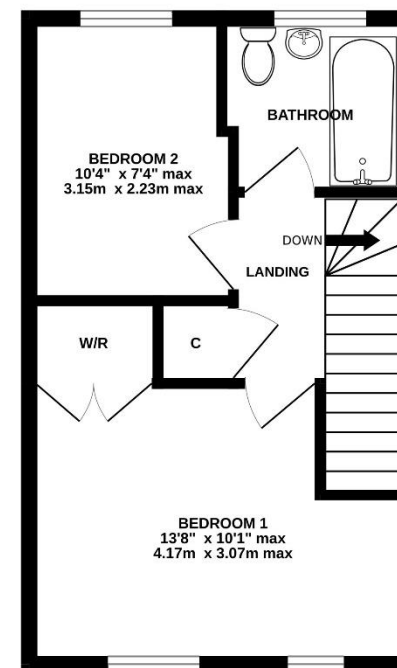 BATHROOM
BEDROOM 2
10'4" x 7'4" max
3.15m x 2.23m max
DOWN
LANDING
W/R
C
BEDROOM 1
13'8" x 10'1" max
4.17m x 3.07m max